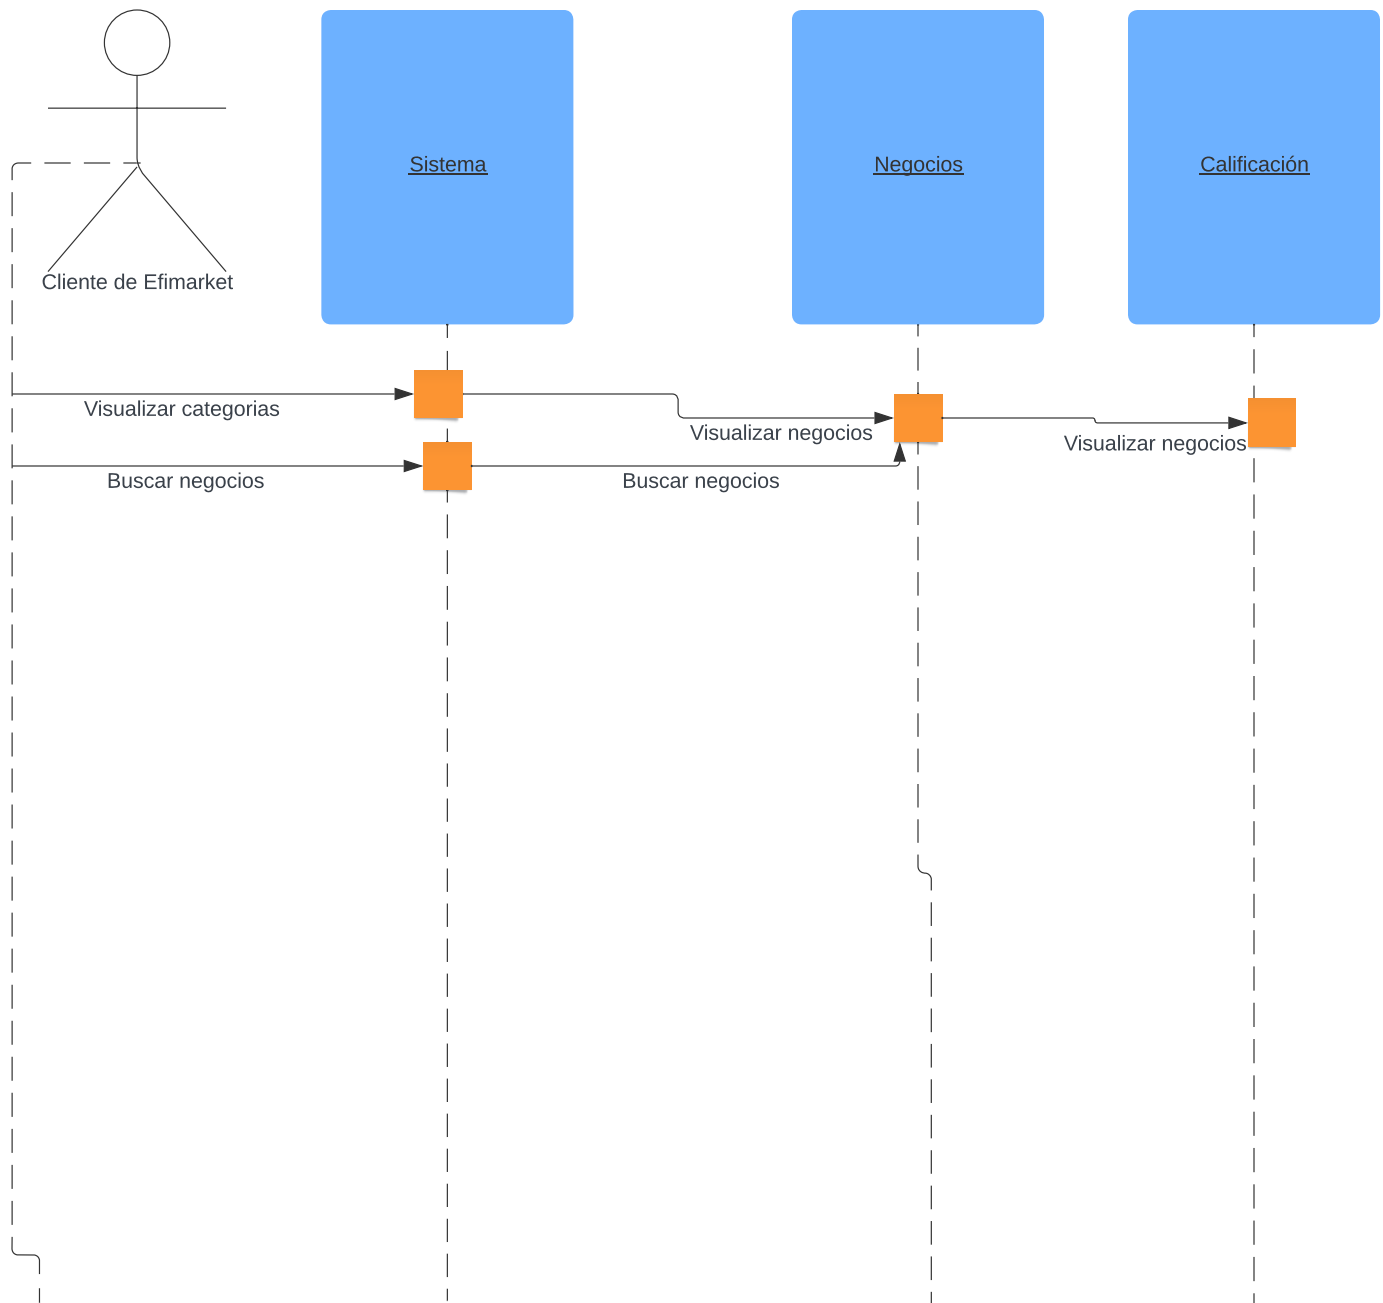 Sistema
Negocios
Calificación
Cliente de Efimarket
Visualizar categorias
Visualizar negocios
Visualizar negocios
Buscar negocios
Buscar negocios